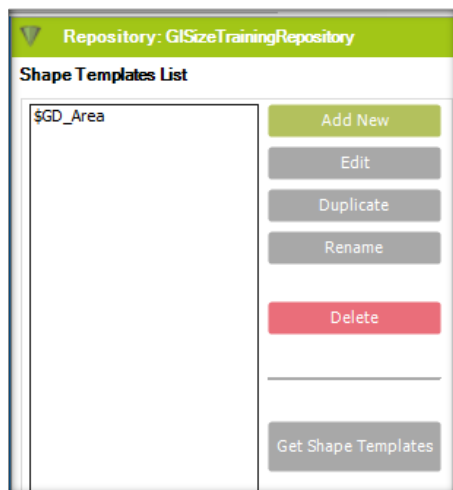 Repository: GISizeTrainingRepository
Shape Templates List
$GD_Area
Add New
Edit
Duplicate
Rename
Delete
Get Shape Templates